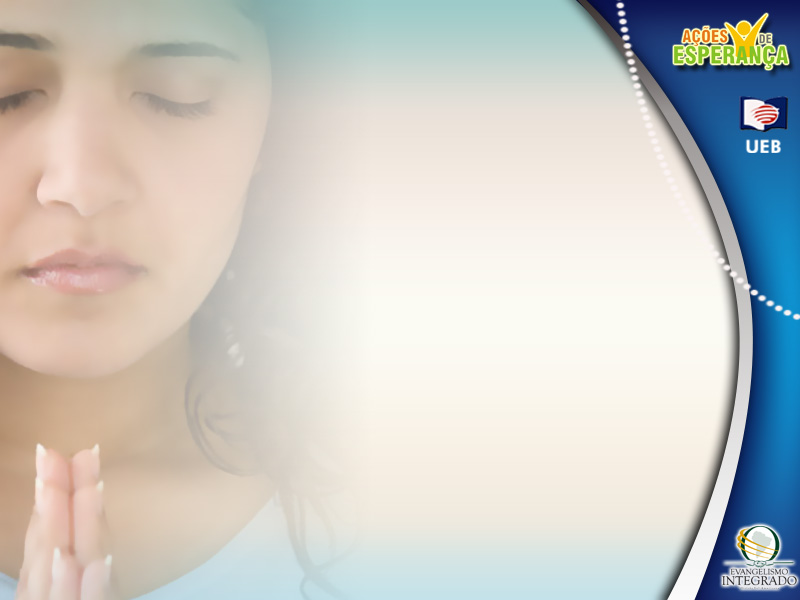 AÇÕES DE
ESPERANÇA
UEB
EVANGELISMO
INTEGRADO